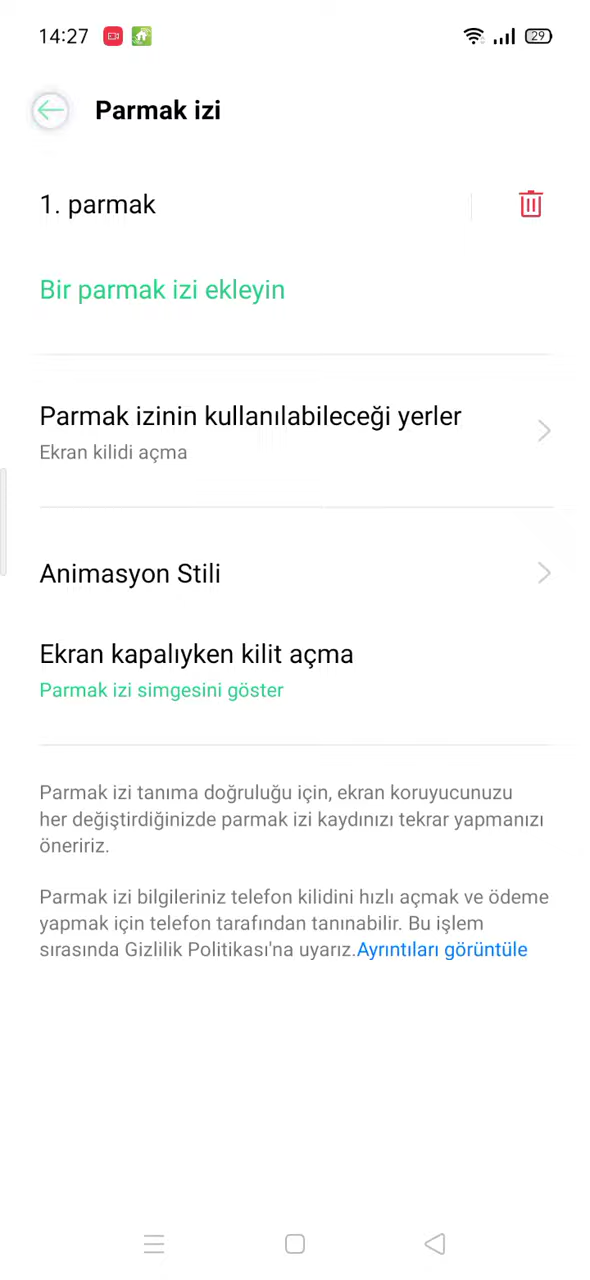 14:27
29
Parmak izi
1. parmak
Bir parmak izi ekleyin
Parmak izinin kullanılabileceği yerler
Ekran kilidi açma
Animasyon Stili
Ekran kapalıyken kilit açma
Parmak izi simgesini göster
Parmak izi tanıma doğruluğu için, ekran koruyucunuzu
her değiştirdiğinizde parmak izi kaydınızı tekrar yapmanızı
öneririz.
Parmak izi bilgileriniz telefon kilidini hızlı açmak ve ödeme
yapmak için telefon tarafından tanınabilir. Bu işlem
sırasında Gizlilik Politikası'na uyarız.Ayrıntıları görüntüle